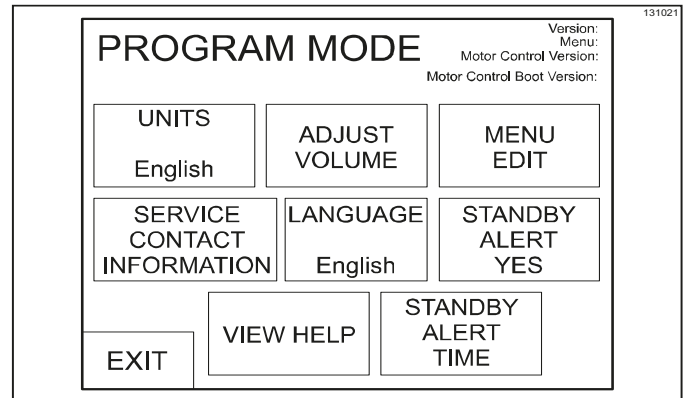 131021
PROGRAM MODE
Version:
Menu:
Motor Control Version:
Motor Control Boot Version:
UNITS
English
ADJUST
VOLUME
MENU
EDIT
SERVICE
CONTACT
INFORMATION
LANGUAGE
English
STANDBY
ALERT
YES
EXIT
VIEW HELP
STANDBY
ALERT
TIME